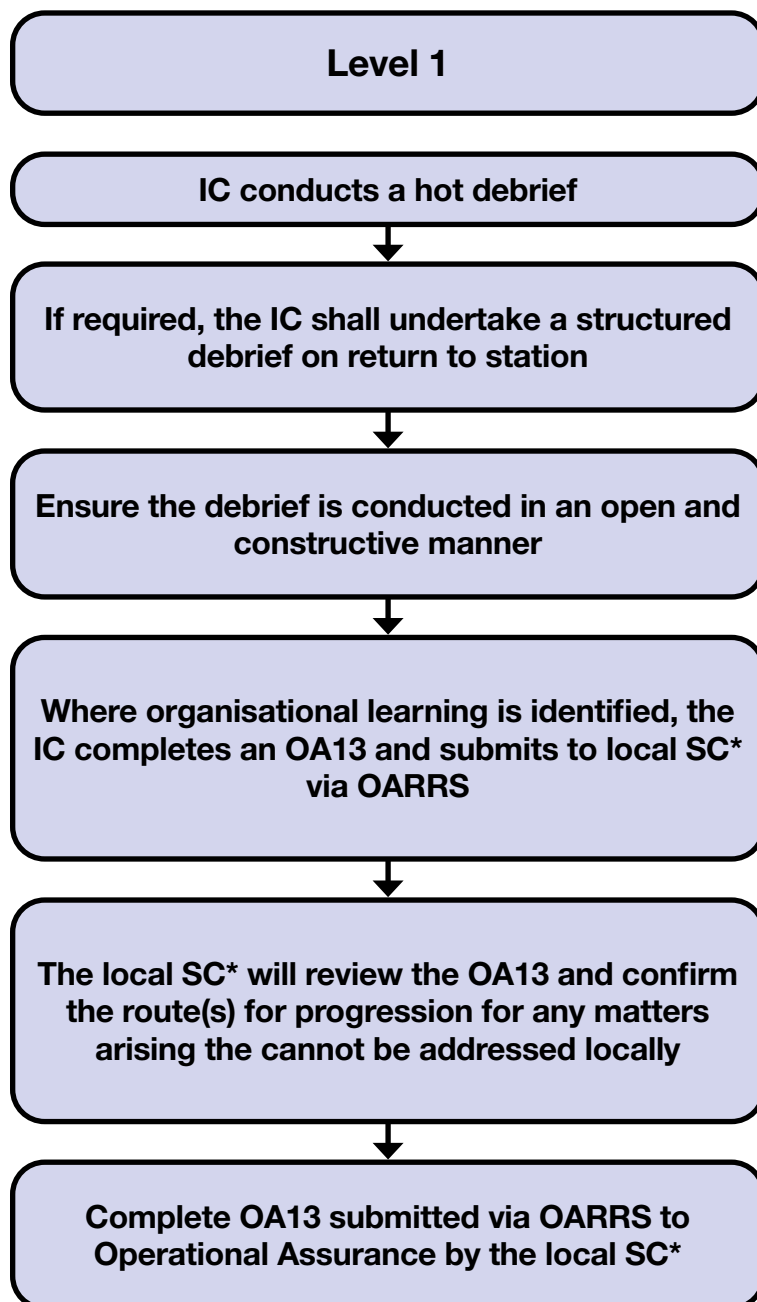 Level 1
IC conducts a hot debrief
If required, the IC shall undertake a structured
debrief on return to station
Ensure the debrief is conducted in an open and
constructive manner
Where organisational learning is identified, the
IC completes an OA13 and submits to local SC*
via OARRS
The local SC* will review the OA13 and confirm
the route(s) for progression for any matters
arising the cannot be addressed locally
Complete OA13 submitted via OARRS to
Operational Assurance by the local SC*